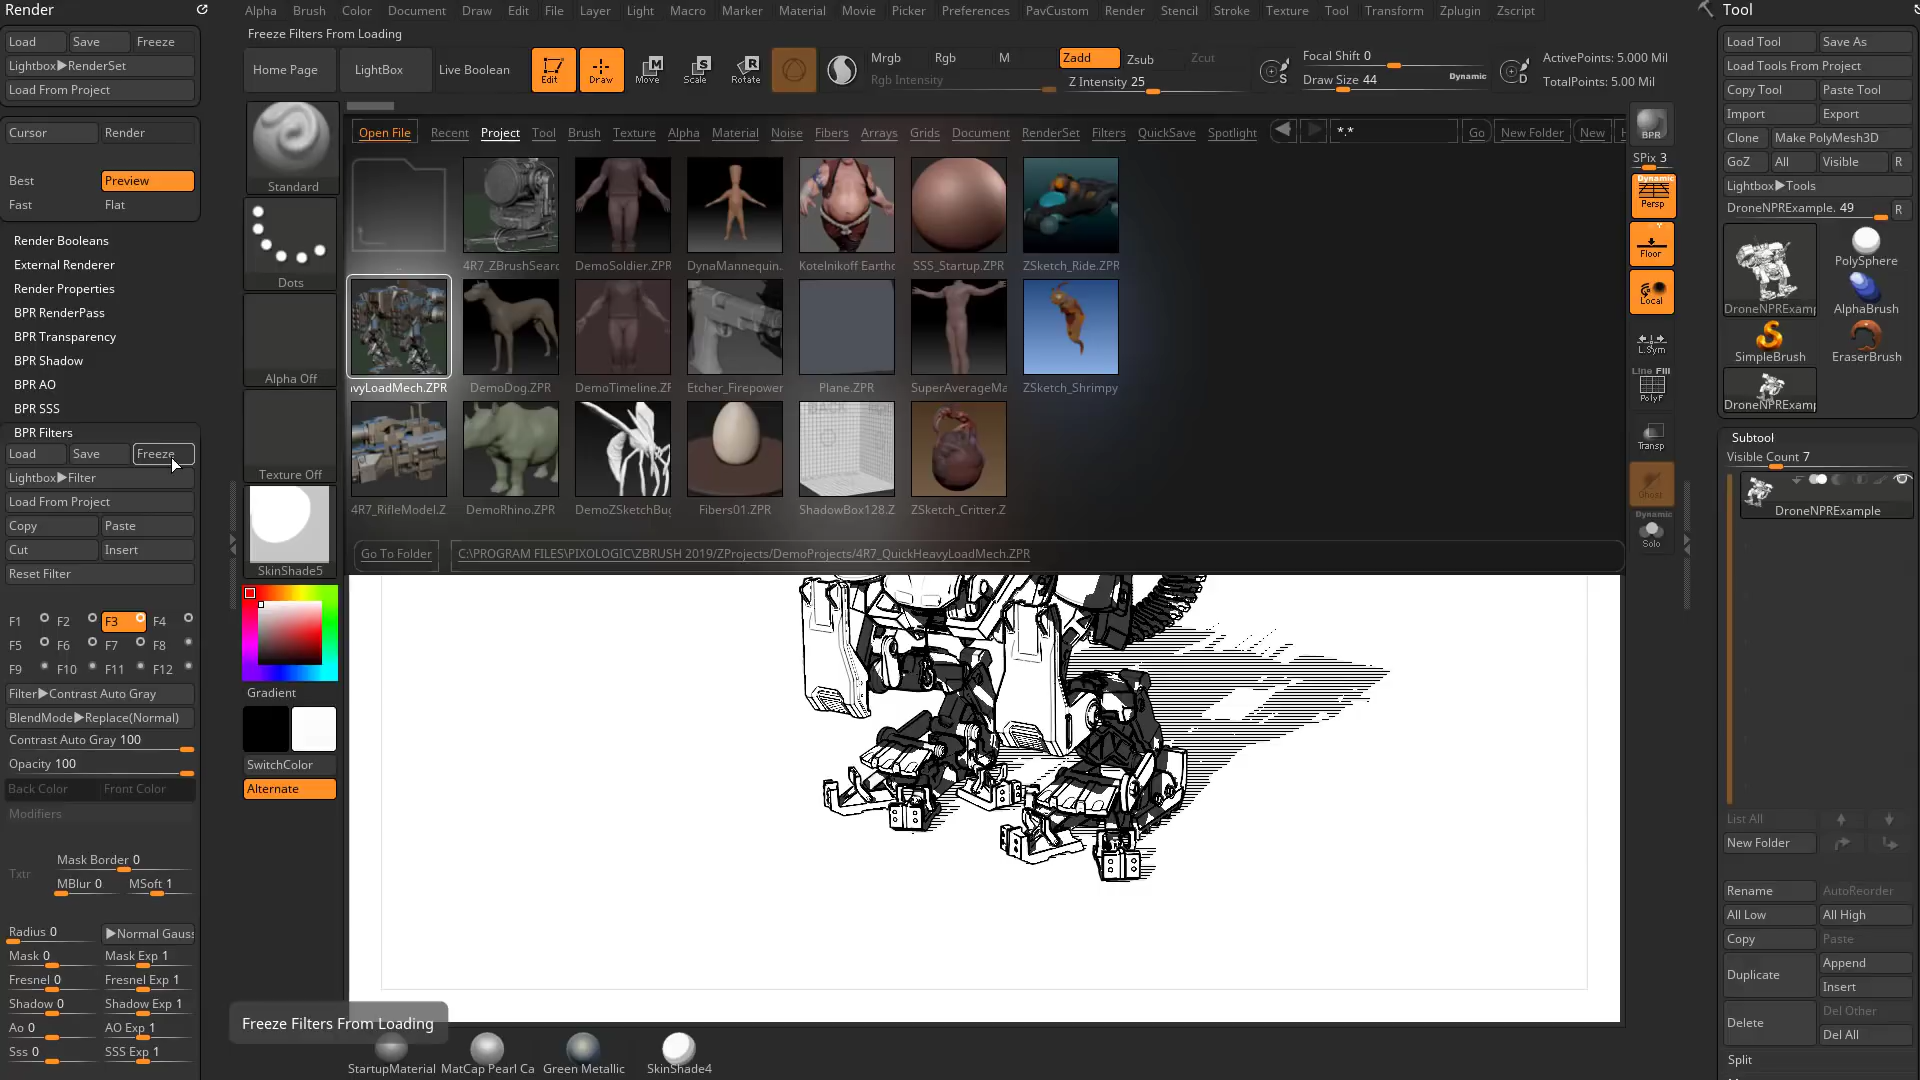 Render
Alpha Brush Color Document Draw Edit File Layer Light Macro Marker Material Movie Picker Preferences PavCustom Render Stencil Stroke Texture Tool Transform Zplugin Zscript
Tool
Freeze Filters From Loading
Load Save Freeze
Lightbox▶RenderSet
Load From Project
Home Page LightBox Live Boolean Edit Draw Move Scale Rotate
Mrgb Rgb M
Rgb Intensity
Zadd Zsub Zcut
Z Intensity 25
Focal Shift 0
Draw Size 44 Dynamic
ActivePoints: 5.000 Mil
TotalPoints: 5.00 Mil
Load Tool Save As
Load Tools From Project
Copy Tool Paste Tool
Import Export
Clone Make PolyMesh3D
GoZ All Visible R
Lightbox▶Tools
DroneNPRExample. 49 R
Cursor Render
Best Preview
Fast Flat
Render Booleans
External Renderer
Render Properties
BPR RenderPass
BPR Transparency
BPR Shadow
BPR AO
BPR SSS
BPR Filters
Load Save Freeze
Lightbox▶Filter
Load From Project
Copy Paste
Cut Insert
Reset Filter
F1 F2 F3 F4
F5 F6 F7 F8
F9 F10 F11 F12
Filter▶Contrast Auto Gray
BlendMode▶Replace(Normal)
Contrast Auto Gray 100
Opacity 100
Back Color Front Color
Modifiers
Mask Border 0
Txtr
MBlur 0 MSoft 1
Radius 0 ▶Normal Gauss
Mask 0 Mask Exp 1
Fresnel 0 Fresnel Exp 1
Shadow 0 Shadow Exp 1
Ao 0 AO Exp 1
Sss 0 SSS Exp 1
Standard
Dots
Alpha Off
Texture Off
SkinShade5
Gradient
SwitchColor
Alternate
Open File Recent Project Tool Brush Texture Alpha Material Noise Fibers Arrays Grids Document RenderSet Filters QuickSave Spotlight *.* Go New Folder New H
..
4R7_ZBrushSearc DemoSoldier.ZPR DynaMannequin. Kotelnikoff Earthc SSS_Startup.ZPR ZSketch_Ride.ZPR
vyLoadMech.ZPR DemoDog.ZPR DemoTimeline.ZF Etcher_Firepower Plane.ZPR SuperAverageMa ZSketch_Shrimpy
4R7_RifleModel.Z DemoRhino.ZPR DemoZSketchBug Fibers01.ZPR ShadowBox128.Z ZSketch_Critter.Z
Go To Folder C:\PROGRAM FILES\PIXOLOGIC\ZBRUSH 2019/ZProjects/DemoProjects/4R7_QuickHeavyLoadMech.ZPR
BPR
SPix 3
Dynamic
Persp
Floor
Local
L.Sym
Line Fill
PolyF
Transp
Ghost
Dynamic
Solo
DroneNPRExamp PolySphere
AlphaBrush
SimpleBrush EraserBrush
DroneNPRExamp
Subtool
Visible Count 7
DroneNPRExample
List All
New Folder
Rename AutoReorder
All Low All High
Copy Paste
Duplicate Append
Insert
Delete Del Other
Del All
Split
Freeze Filters From Loading
StartupMaterial MatCap Pearl Ca Green Metallic SkinShade4